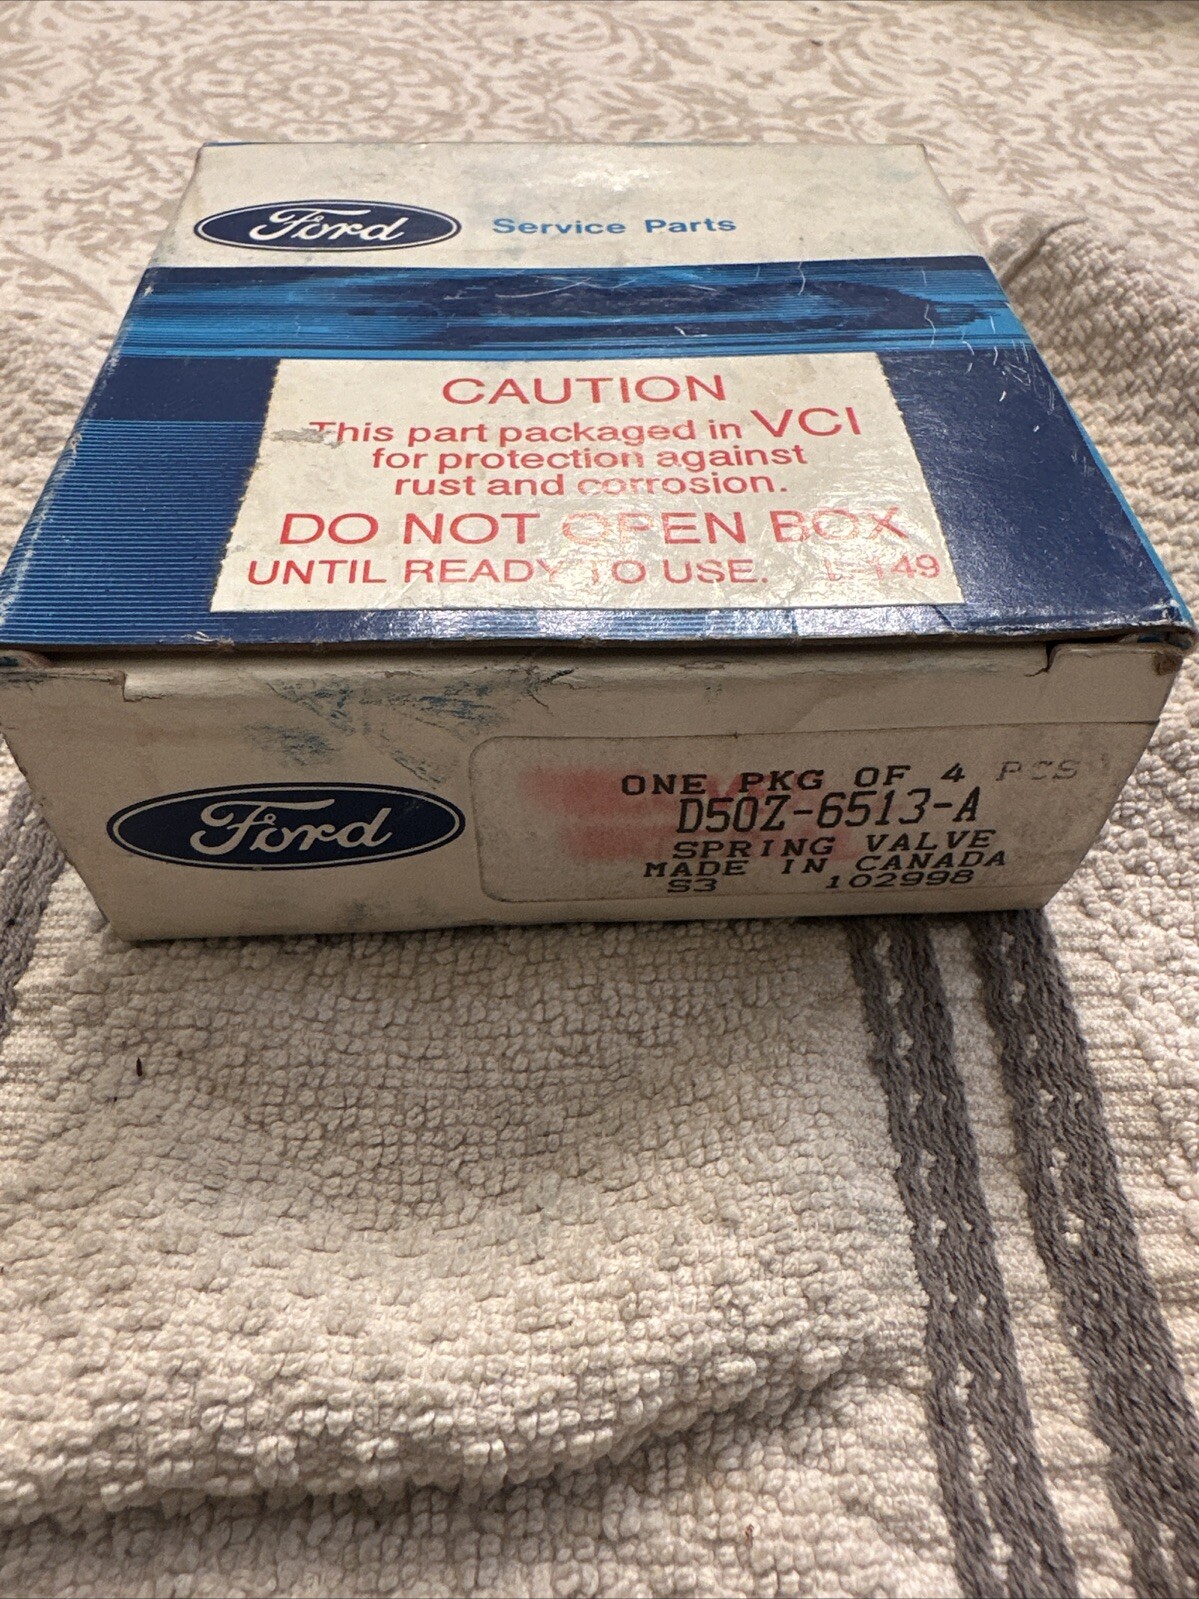 Ford Service Parts
CAUTION
This part packaged in VCI
for protection against
rust and corrosion.
DO NOT OPEN BOX
UNTIL READY TO USE. L-149
Ford
ONE PKG OF 4 PCS
D5OZ-6513-A
SPRING VALVE
MADE IN CANADA
S3 102998